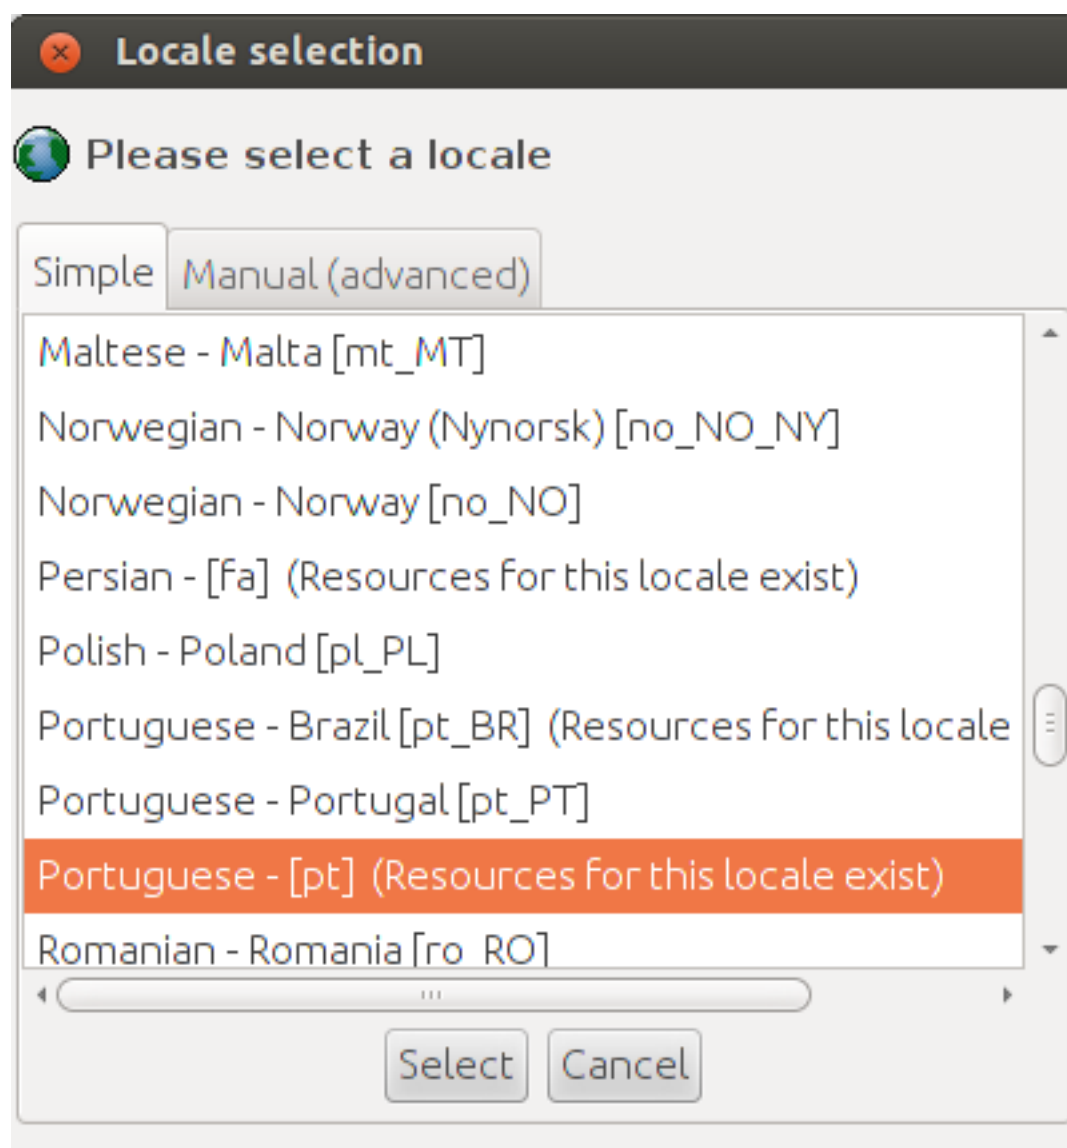 Locale selection
Please select a locale
Simple
Manual (advanced)
Maltese - Malta [mt_MT]
Norwegian - Norway (Nynorsk) [no_NO_NY]
Norwegian - Norway [no_NO]
Persian - [fa] (Resources for this locale exist)
Polish - Poland [pl_PL]
Portuguese - Brazil [pt_BR] (Resources for this locale
Portuguese - Portugal [pt_PT]
Portuguese - [pt] (Resources for this locale exist)
Romanian - Romania [ro_RO]
Select
Cancel